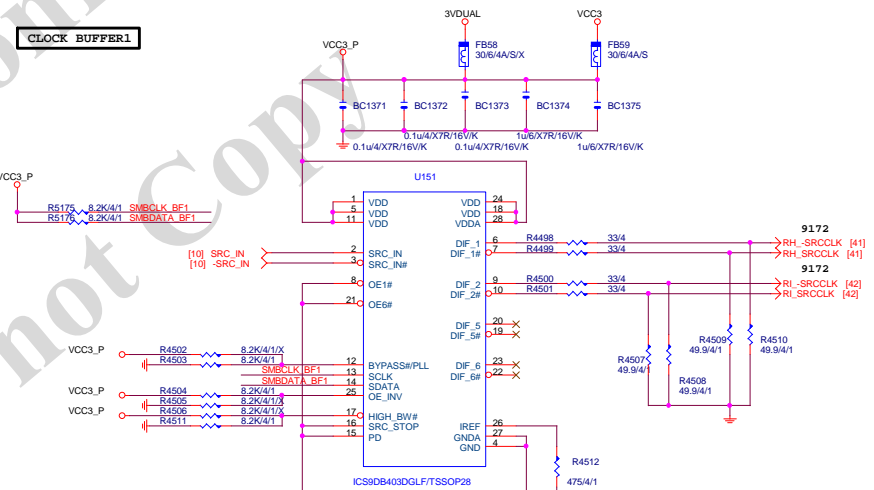 CLOCK BUFFER1
3VDUAL
VCC3
VCC3_P
FB58
30/6/4A/S/X
FB59
30/6/4A/S
BC1371
BC1372
BC1373
BC1374
BC1375
0.1u/4/X7R/16V/K
1u/6/X7R/16V/K
0.1u/4/X7R/16V/K
0.1u/4/X7R/16V/K
1u/6/X7R/16V/K
not Copy
VCC3_P
R5175 8.2K/4/1 SMBCLK_BF1
R5176 8.2K/4/1 SMBDATA_BF1
U151
1 VDD
5 VDD
11 VDD
VDD 24
VDD 18
VDDA 28
[10] SRC_IN
[10] -SRC_IN
2 SRC_IN
3 SRC_IN#
8 OE1#
21 OE6#
DIF_1 6 R4498 33/4
DIF_1# 7 R4499 33/4
9172
RH_-SRCCLK [41]
RH_SRCCLK [41]
DIF_2 9 R4500 33/4
DIF_2# 10 R4501 33/4
9172
RI_-SRCCLK [42]
RI_SRCCLK [42]
DIF_5 20
DIF_5# 19
DIF_6 23
DIF_6# 22
R4509
49.9/4/1
R4510
49.9/4/1
R4507
49.9/4/1
R4508
49.9/4/1
VCC3_P R4502 8.2K/4/1/X
R4503 8.2K/4/1
12 BYPASS#/PLL
SMBCLK_BF1 13 SCLK
SMBDATA_BF1 14 SDATA
VCC3_P R4504 8.2K/4/1
25 OE_INV
R4505 8.2K/4/1/X
VCC3_P R4506 8.2K/4/1/X
R4511 8.2K/4/1
17 HIGH_BW#
16 SRC_STOP
15 PD
IREF 26
GNDA 27
GND 4
R4512
475/4/1
ICS9DB403DGLF/TSSOP28